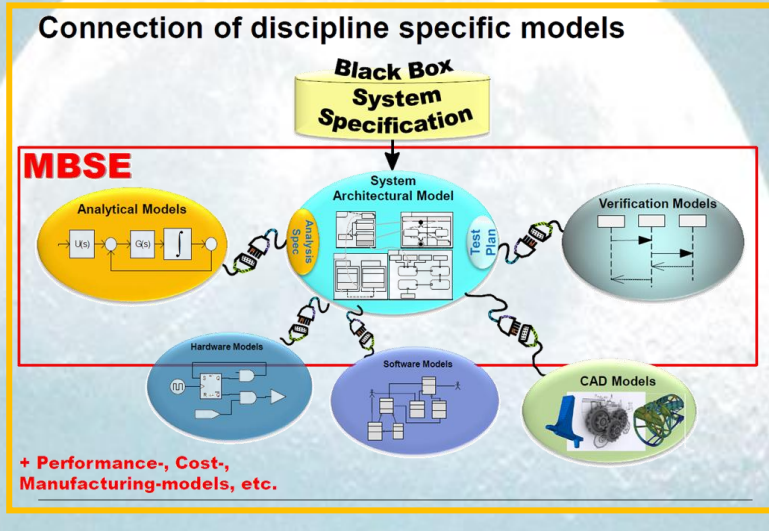 Connection of discipline specific models
Black Box
System
Specification
MBSE
System
Architectural Model
Analytical Models
Verification Models
U(s)
G(s)
∫
Analysis
Spec
Test
Plan
Hardware Models
Software Models
CAD Models
+ Performance-, Cost-,
Manufacturing-models, etc.